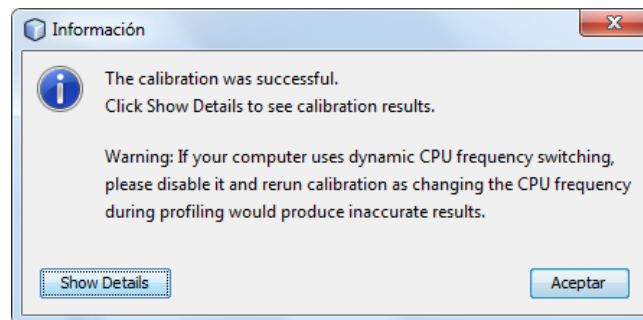 Información
The calibration was successful.
Click Show Details to see calibration results.
Warning: If your computer uses dynamic CPU frequency switching,
please disable it and rerun calibration as changing the CPU frequency
during profiling would produce inaccurate results.
Show Details
Aceptar